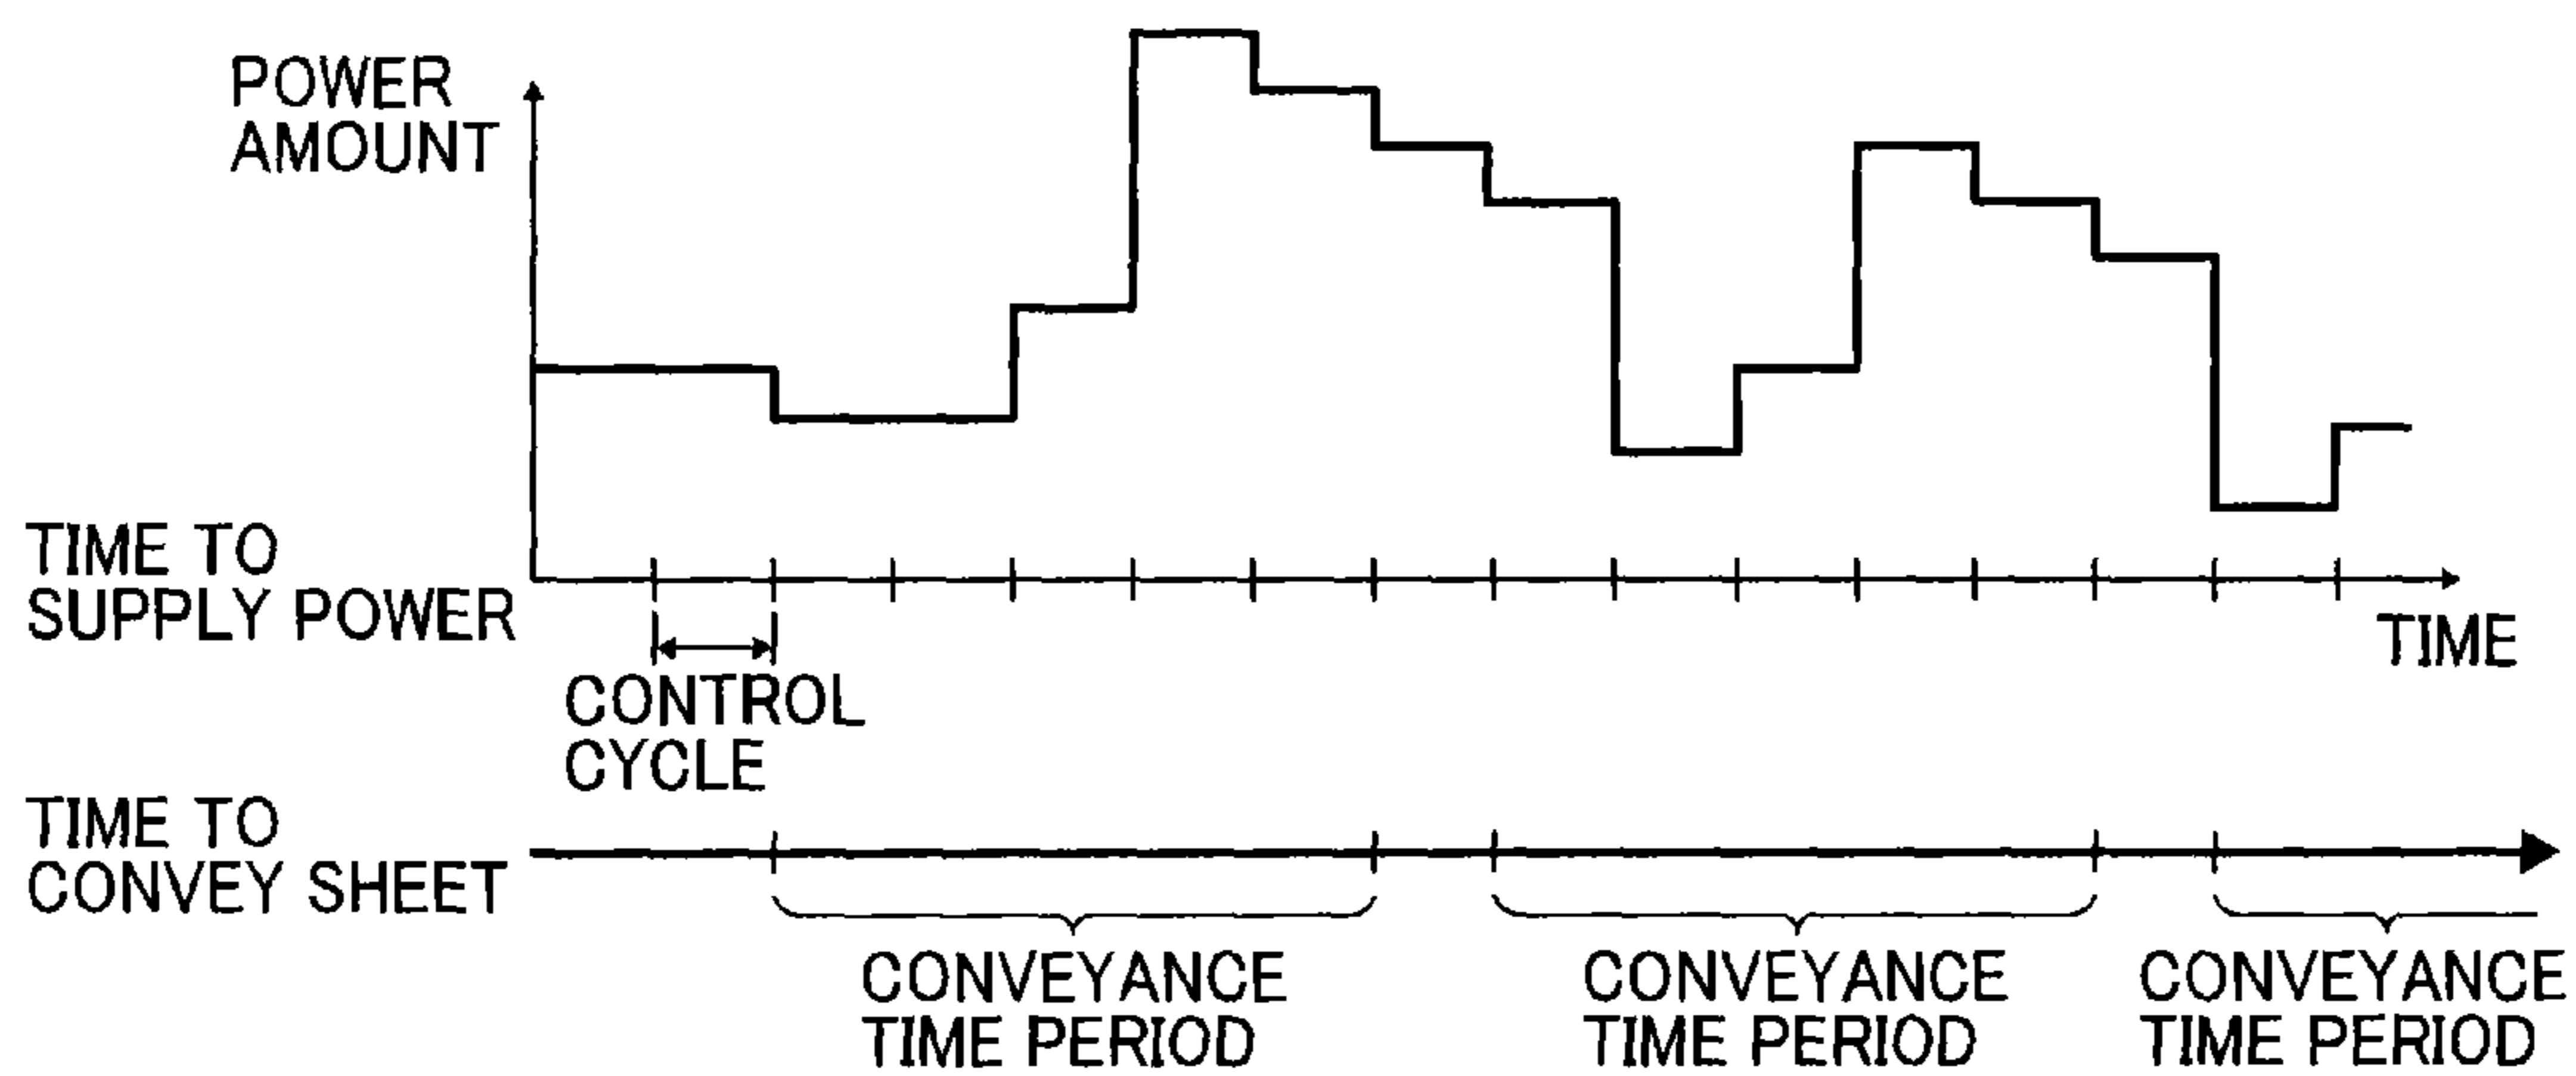 POWER
AMOUNT
TIME TO
SUPPLY POWER
TIME
CONTROL
CYCLE
TIME TO
CONVEY SHEET
CONVEYANCE
TIME PERIOD
CONVEYANCE
TIME PERIOD
CONVEYANCE
TIME PERIOD